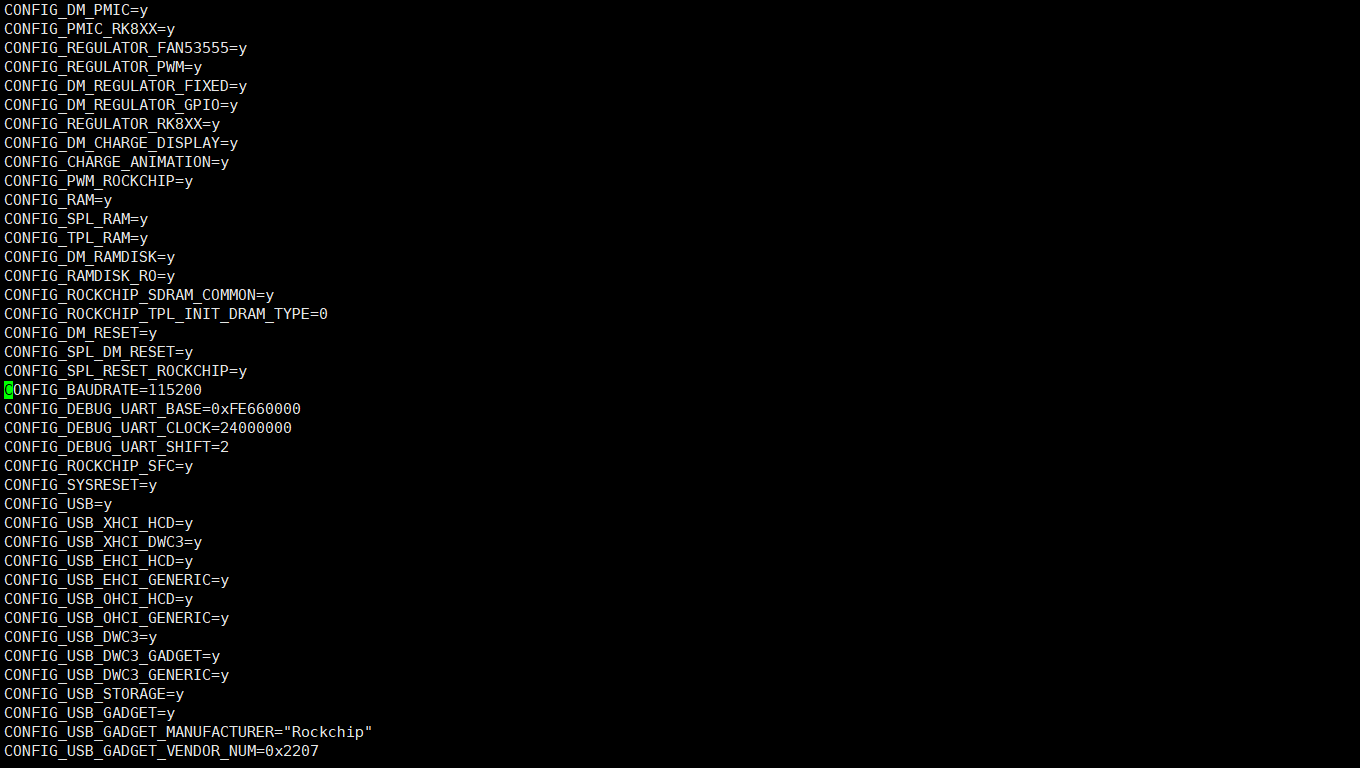 CONFIG_DM_PMIC=y
CONFIG_PMIC_RK8XX=y
CONFIG_REGULATOR_FAN53555=y
CONFIG_REGULATOR_PWM=y
CONFIG_DM_REGULATOR_FIXED=y
CONFIG_DM_REGULATOR_GPIO=y
CONFIG_REGULATOR_RK8XX=y
CONFIG_DM_CHARGE_DISPLAY=y
CONFIG_CHARGE_ANIMATION=y
CONFIG_PWM_ROCKCHIP=y
CONFIG_RAM=y
CONFIG_SPL_RAM=y
CONFIG_TPL_RAM=y
CONFIG_DM_RAMDISK=y
CONFIG_RAMDISK_RO=y
CONFIG_ROCKCHIP_SDRAM_COMMON=y
CONFIG_ROCKCHIP_TPL_INIT_DRAM_TYPE=0
CONFIG_DM_RESET=y
CONFIG_SPL_DM_RESET=y
CONFIG_SPL_RESET_ROCKCHIP=y
CONFIG_BAUDRATE=115200
CONFIG_DEBUG_UART_BASE=0xFE660000
CONFIG_DEBUG_UART_CLOCK=24000000
CONFIG_DEBUG_UART_SHIFT=2
CONFIG_ROCKCHIP_SFC=y
CONFIG_SYSRESET=y
CONFIG_USB=y
CONFIG_USB_XHCI_HCD=y
CONFIG_USB_XHCI_DWC3=y
CONFIG_USB_EHCI_HCD=y
CONFIG_USB_EHCI_GENERIC=y
CONFIG_USB_OHCI_HCD=y
CONFIG_USB_OHCI_GENERIC=y
CONFIG_USB_DWC3=y
CONFIG_USB_DWC3_GADGET=y
CONFIG_USB_DWC3_GENERIC=y
CONFIG_USB_STORAGE=y
CONFIG_USB_GADGET=y
CONFIG_USB_GADGET_MANUFACTURER="Rockchip"
CONFIG_USB_GADGET_VENDOR_NUM=0x2207